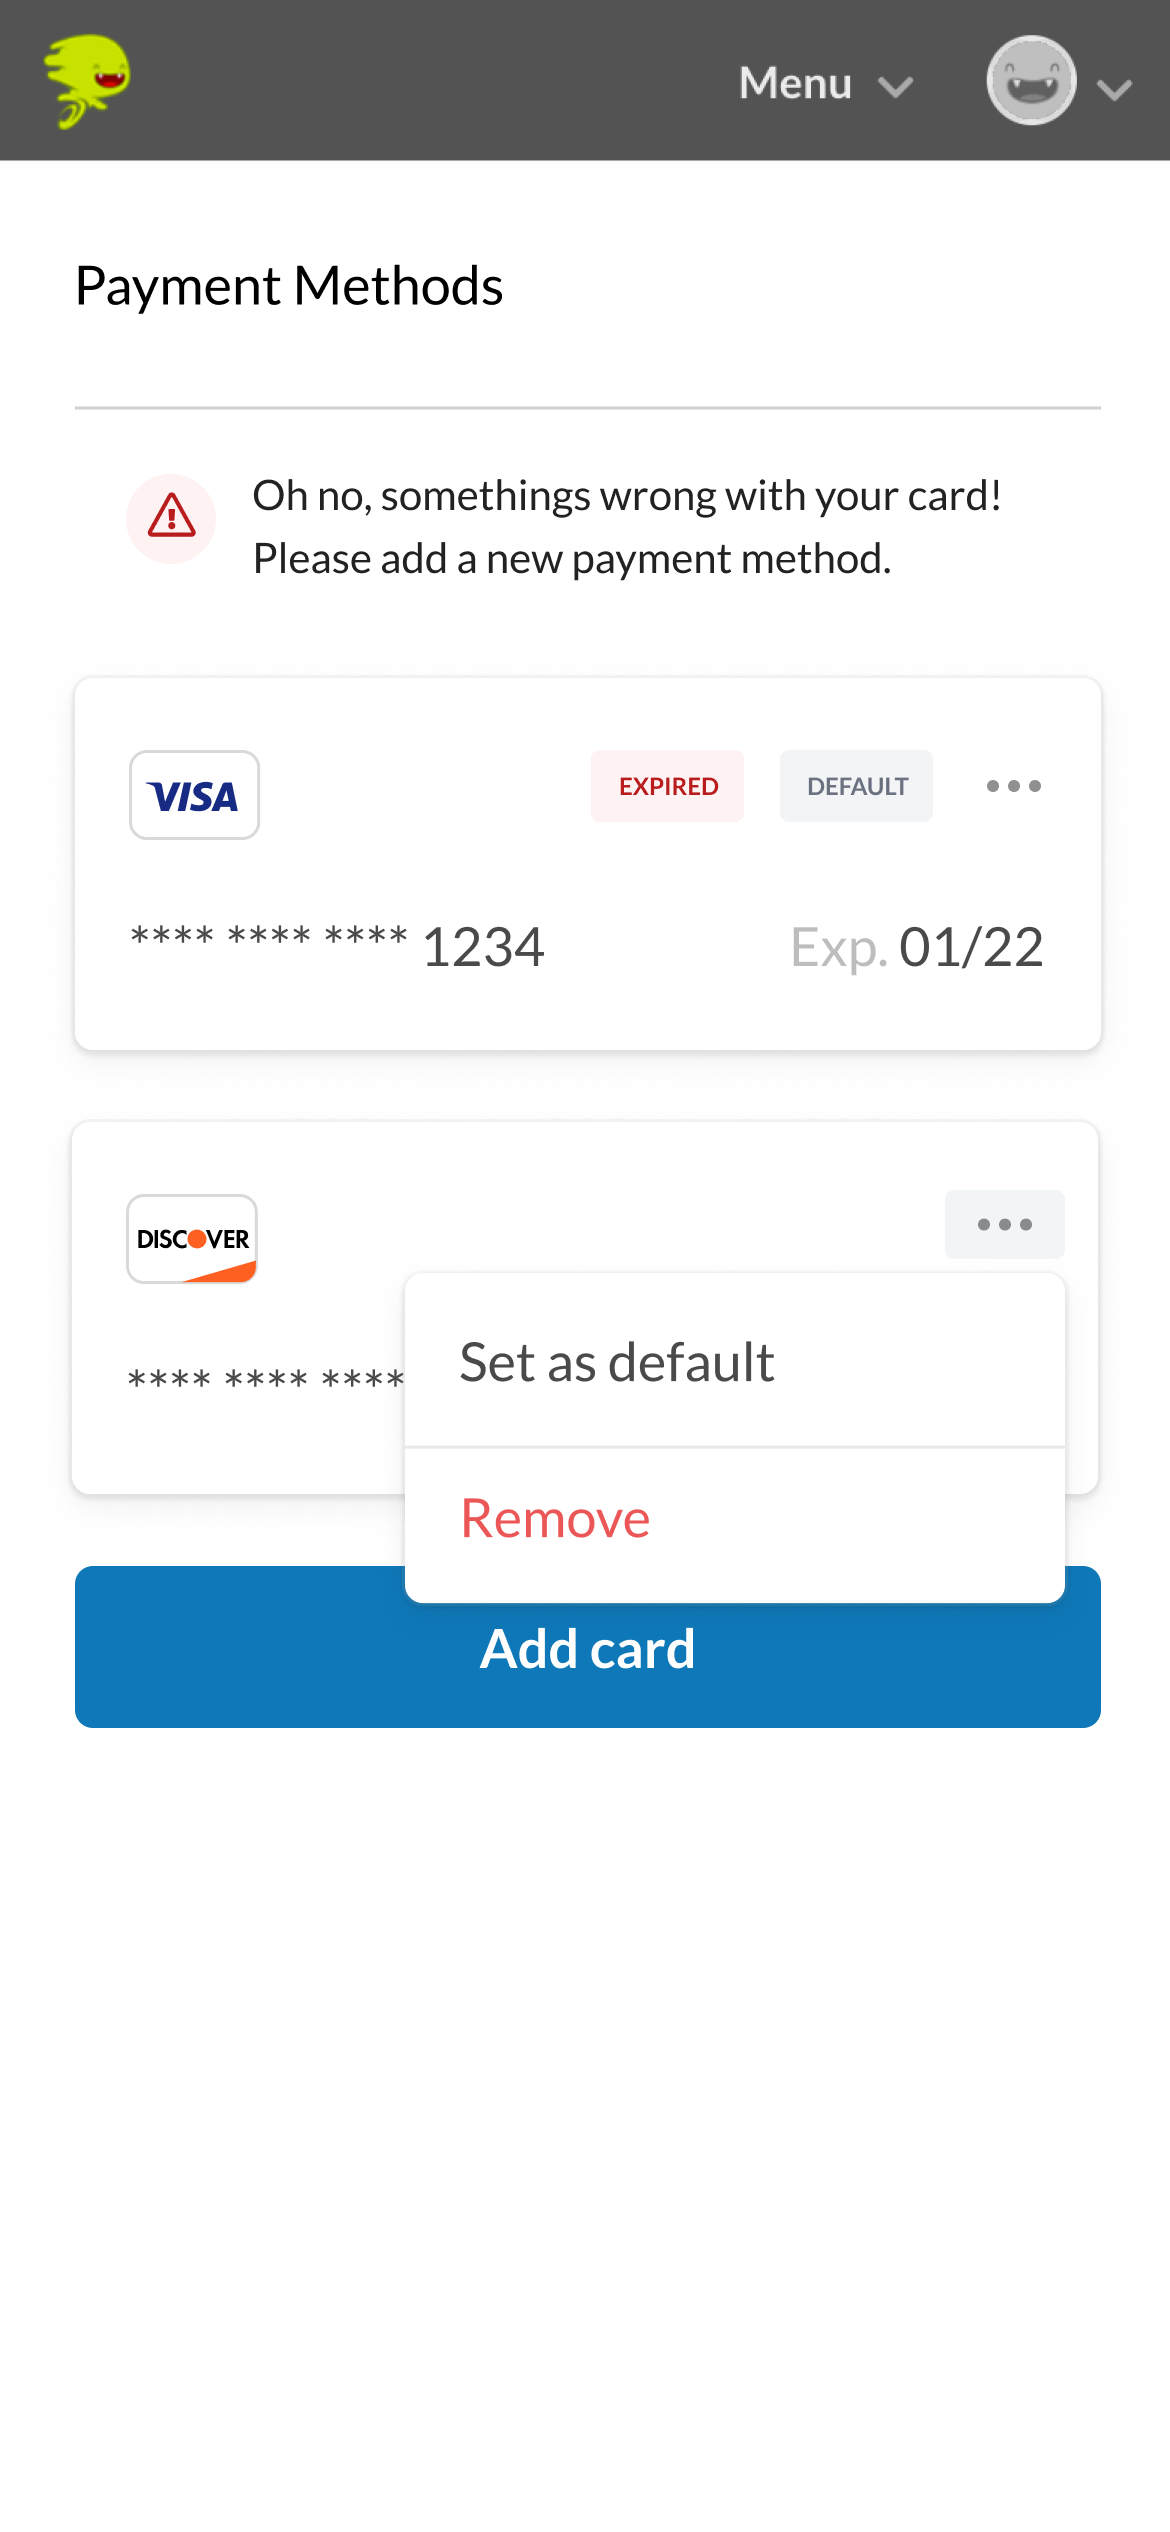 Menu
Payment Methods
Oh no, somethings wrong with your card!
Please add a new payment method.
VISA
EXPIRED
DEFAULT
**** **** **** 1234
Exp. 01/22
DISCOVER
**** **** ****
Set as default
Remove
Add card